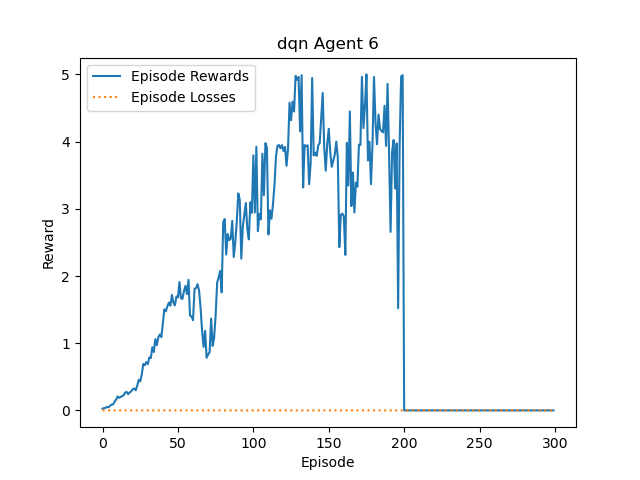 dqn Agent 6
Episode Rewards
Episode Losses
5
4
3
2
1
0
Reward
0 50 100 150 200 250 300
Episode